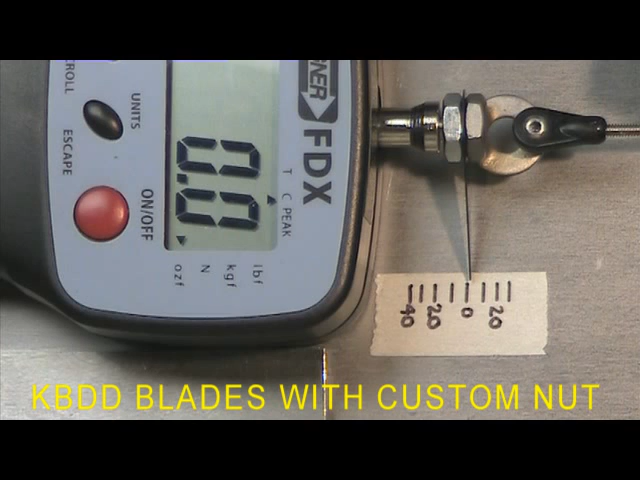 SCROLL
UNITS
ESCAPE
ON/OFF
0.0
T C PEAK
ozf N kgf lbf
FDX
40 20 0 20
KBDD BLADES WITH CUSTOM NUT